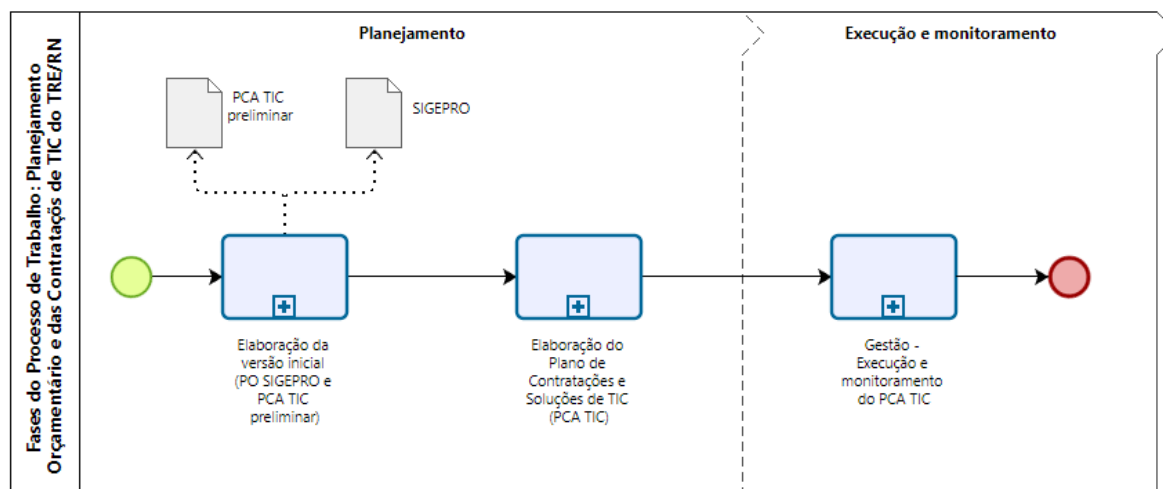 Fases do Processo de Trabalho: Planejamento
Orçamentário e das Contrataçõs de TIC do TRE/RN
Planejamento
Execução e monitoramento
PCA TIC
preliminar
SIGEPRO
Elaboração da
versão inicial
(PO SIGEPRO e
PCA TIC
preliminar)
Elaboração do
Plano de
Contratações e
Soluções de TIC
(PCA TIC)
Gestão -
Execução e
monitoramento
do PCA TIC